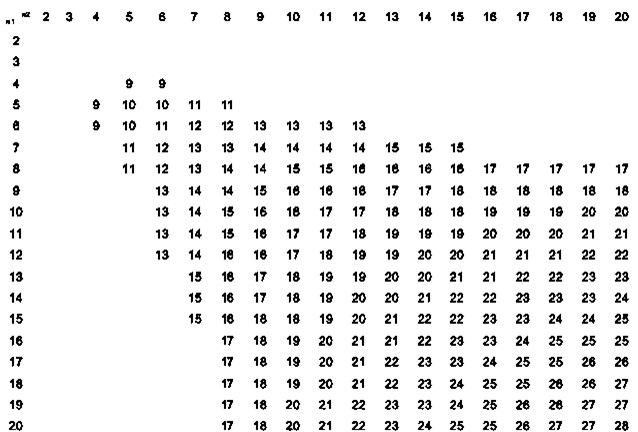 n1 n2 2 3 4 5 6 7 8 9 10 11 12 13 14 15 16 17 18 19 20
2
3
4 9 9
5 9 10 10 11 11
6 9 10 11 12 12 13 13 13 13
7 11 12 13 13 14 14 14 14 15 15 15
8 11 12 13 14 14 15 15 16 16 16 16 17 17 17 17 17
9 13 14 14 15 16 16 16 17 17 18 18 18 18 18 18
10 13 14 15 16 16 17 17 18 18 18 19 19 19 20 20
11 13 14 15 16 17 17 18 19 19 19 20 20 20 21 21
12 13 14 16 16 17 18 19 19 20 20 21 21 21 22 22
13 15 16 17 18 19 19 20 20 21 21 22 22 23 23
14 15 16 17 18 19 20 20 21 22 22 23 23 23 24
15 15 16 18 18 19 20 21 22 22 23 23 24 24 25
16 17 18 19 20 21 21 22 23 23 24 25 25 25
17 17 18 19 20 21 22 23 23 24 25 25 26 26
18 17 18 19 20 21 22 23 24 25 25 26 26 27
19 17 18 20 21 22 23 23 24 25 26 26 27 27
20 17 18 20 21 22 23 24 25 25 26 27 27 28